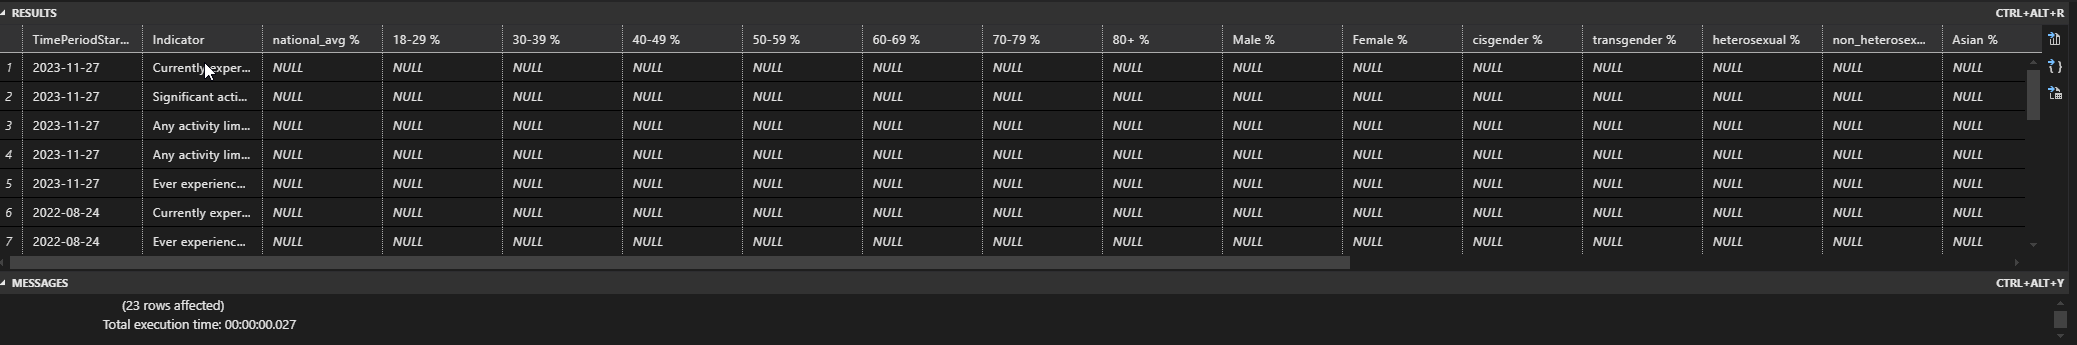 RESULTS CTRL+ALT+R
TimePeriodStar... Indicator national_avg % 18-29 % 30-39 % 40-49 % 50-59 % 60-69 % 70-79 % 80+ % Male % Female % cisgender % transgender % heterosexual % non_heterosex... Asian %
1 2023-11-27 Currently exper... NULL NULL NULL NULL NULL NULL NULL NULL NULL NULL NULL NULL NULL NULL NULL
2 2023-11-27 Significant acti... NULL NULL NULL NULL NULL NULL NULL NULL NULL NULL NULL NULL NULL NULL NULL
3 2023-11-27 Any activity lim... NULL NULL NULL NULL NULL NULL NULL NULL NULL NULL NULL NULL NULL NULL NULL
4 2023-11-27 Any activity lim... NULL NULL NULL NULL NULL NULL NULL NULL NULL NULL NULL NULL NULL NULL NULL
5 2023-11-27 Ever experienc... NULL NULL NULL NULL NULL NULL NULL NULL NULL NULL NULL NULL NULL NULL NULL
6 2022-08-24 Currently exper... NULL NULL NULL NULL NULL NULL NULL NULL NULL NULL NULL NULL NULL NULL NULL
7 2022-08-24 Ever experienc... NULL NULL NULL NULL NULL NULL NULL NULL NULL NULL NULL NULL NULL NULL NULL
MESSAGES CTRL+ALT+Y
(23 rows affected)
Total execution time: 00:00:00.027